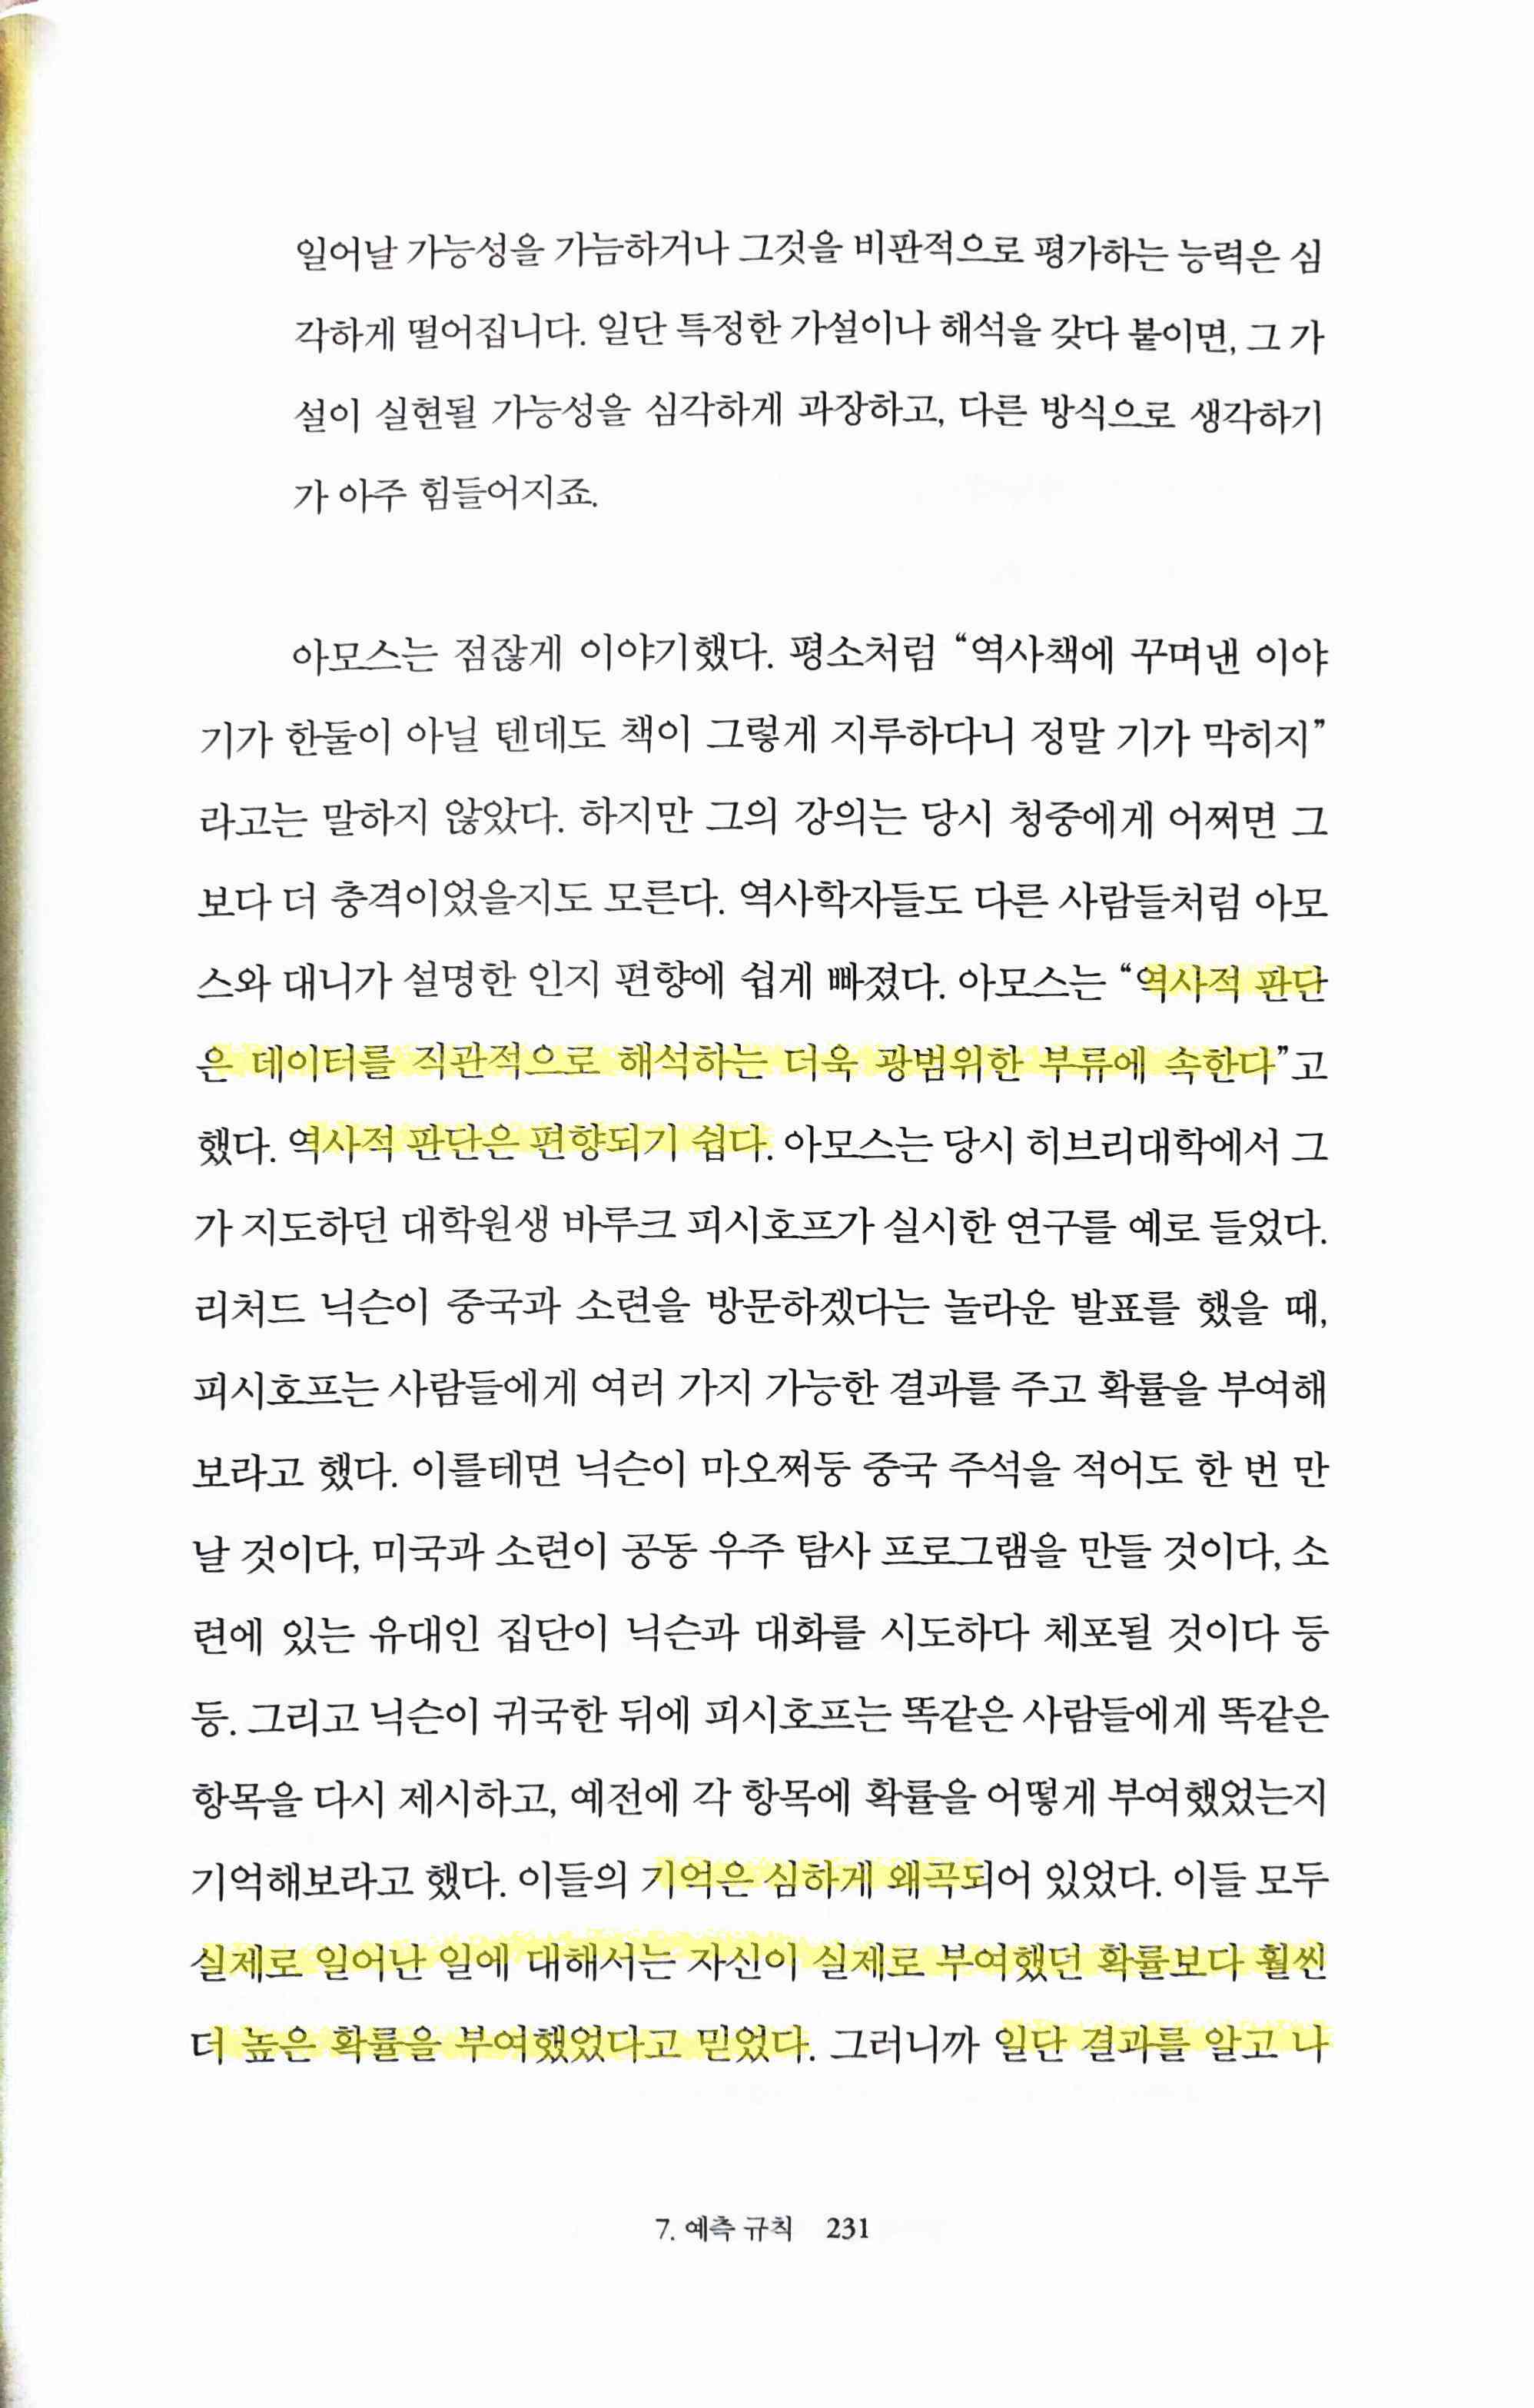 일어날 가능성을 가늠하거나 그것을 비판적으로 평가하는 능력은 심
각하게 떨어집니다. 일단 특정한 가설이나 해석을 갖다 붙이면, 그 가
설이 실현될 가능성을 심각하게 과장하고, 다른 방식으로 생각하기
가 아주 힘들어지죠.
아모스는 점잖게 이야기했다. 평소처럼 “역사책에 꾸며낸 이야
기가 한둘이 아닐 텐데도 책이 그렇게 지루하다니 정말 기가 막히지”
라고는 말하지 않았다. 하지만 그의 강의는 당시 청중에게 어쩌면 그
보다 더 충격이었을지도 모른다. 역사학자들도 다른 사람들처럼 아모
스와 대니가 설명한 인지 편향에 쉽게 빠졌다. 아모스는 “역사적 판단
은 데이터를 직관적으로 해석하는 더욱 광범위한 부류에 속한다”고
했다. 역사적 판단은 편향되기 쉽다. 아모스는 당시 히브리대학에서 그
가 지도하던 대학원생 바루크 피시호프가 실시한 연구를 예로 들었다.
리처드 닉슨이 중국과 소련을 방문하겠다는 놀라운 발표를 했을 때,
피시호프는 사람들에게 여러 가지 가능한 결과를 주고 확률을 부여해
보라고 했다. 이를테면 닉슨이 마오쩌둥 중국 주석을 적어도 한 번 만
날 것이다, 미국과 소련이 공동 우주 탐사 프로그램을 만들 것이다, 소
련에 있는 유대인 집단이 닉슨과 대화를 시도하다 체포될 것이다 등
등. 그리고 닉슨이 귀국한 뒤에 피시호프는 똑같은 사람들에게 똑같은
항목을 다시 제시하고, 예전에 각 항목에 확률을 어떻게 부여했었는지
기억해보라고 했다. 이들의 기억은 심하게 왜곡되어 있었다. 이들 모두
실제로 일어난 일에 대해서는 자신이 실제로 부여했던 확률보다 훨씬
더 높은 확률을 부여했었다고 믿었다. 그러니까 일단 결과를 알고 나
7. 예측 규칙 231